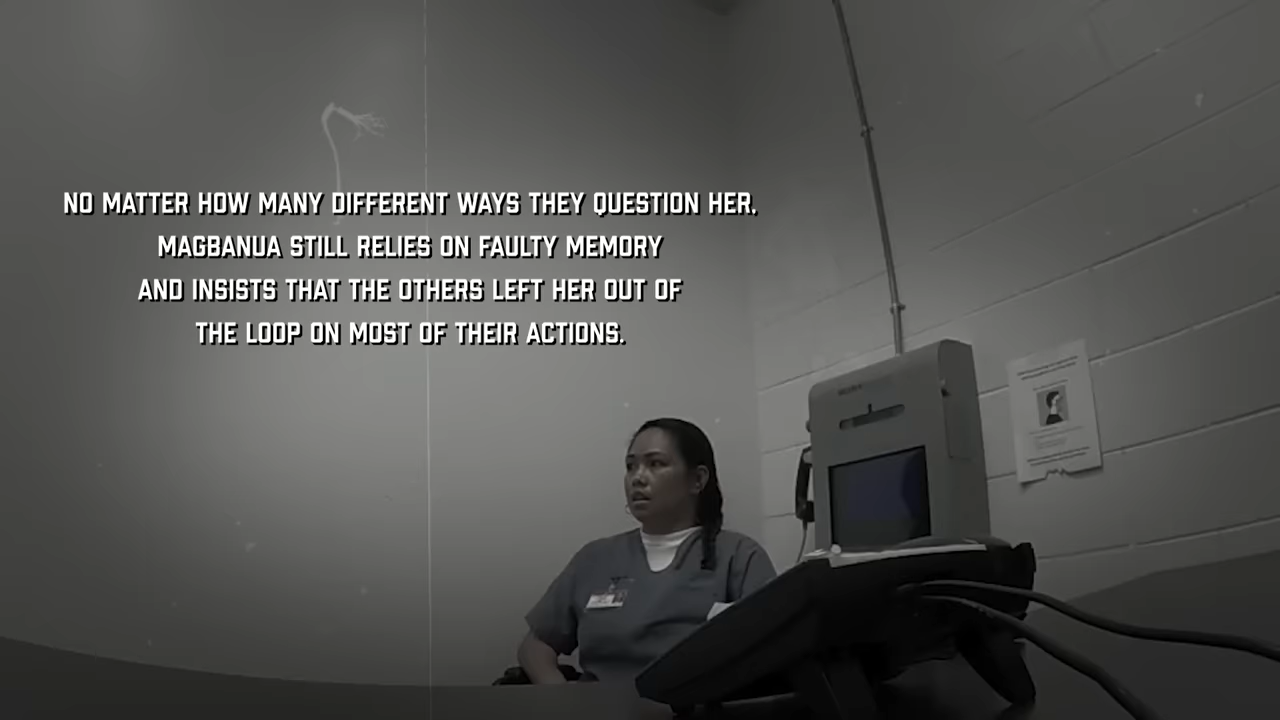 NO MATTER HOW MANY DIFFERENT WAYS THEY QUESTION HER,
MAGBANUA STILL RELIES ON FAULTY MEMORY
AND INSISTS THAT THE OTHERS LEFT HER OUT OF
THE LOOP ON MOST OF THEIR ACTIONS.